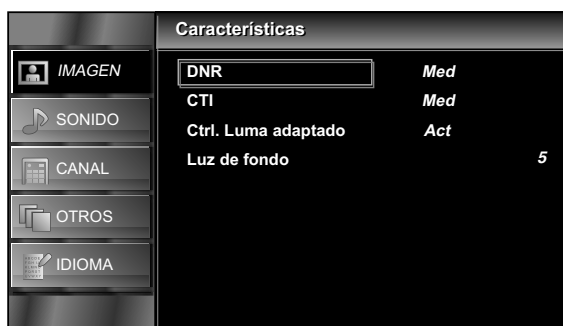 Características
IMAGEN
SONIDO
CANAL
OTROS
IDIOMA
DNR Med
CTI Med
Ctrl. Luma adaptado Act
Luz de fondo 5